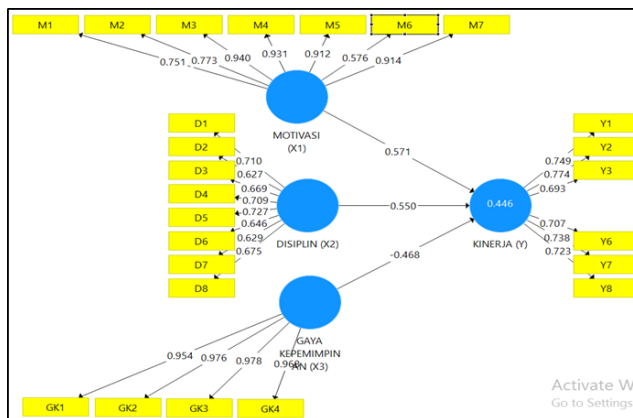 M1 M2 M3 M4 M5 M6 M7
0.751 0.773 0.940 0.931 0.912 0.576 0.914
MOTIVASI
(X1)
D1
D2
D3
D4
D5
D6
D7
D8
0.710
0.627
0.669
0.709
0.727
0.646
0.629
0.675
DISIPLIN (X2)
0.571
0.550
-0.468
0.446
KINERJA (Y)
Y1
Y2
Y3
Y6
Y7
Y8
0.749
0.774
0.693
0.707
0.738
0.723
GAYA
KEPEMIMPIN
AN (X3)
0.954 0.976 0.978
GK1 GK2 GK3 GK4
Activate W
Go to Settings